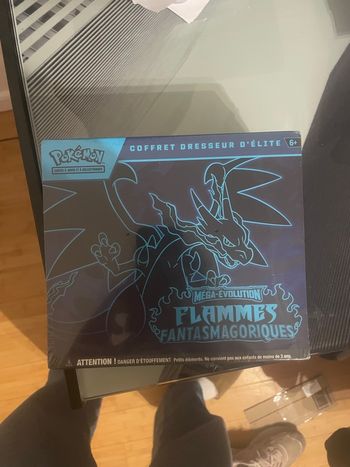 COFFRET DRESSEUR D'ÉLITE 6+
POKÉMON
MÉGA-ÉVOLUTION
FLAMMES
FANTASMAGORIQUES
ATTENTION ! DANGER D'ÉTOUFFEMENT Petits éléments. Ne convient pas aux enfants de moins de 3 ans.